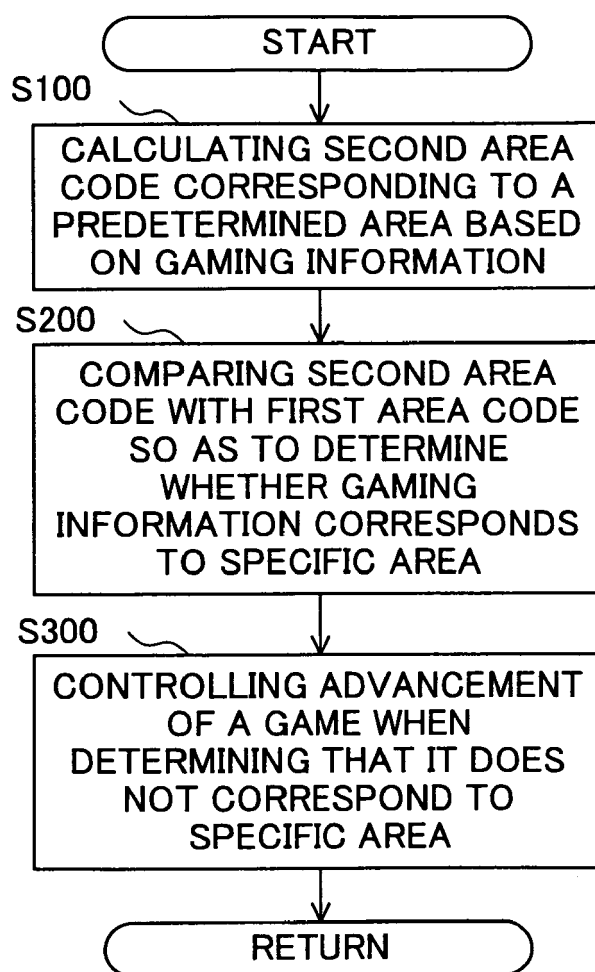 START
S100
CALCULATING SECOND AREA
CODE CORRESPONDING TO A
PREDETERMINED AREA BASED
ON GAMING INFORMATION
S200
COMPARING SECOND AREA
CODE WITH FIRST AREA CODE
SO AS TO DETERMINE
WHETHER GAMING
INFORMATION CORRESPONDS
TO SPECIFIC AREA
S300
CONTROLLING ADVANCEMENT
OF A GAME WHEN
DETERMINING THAT IT DOES
NOT CORRESPOND TO
SPECIFIC AREA
RETURN